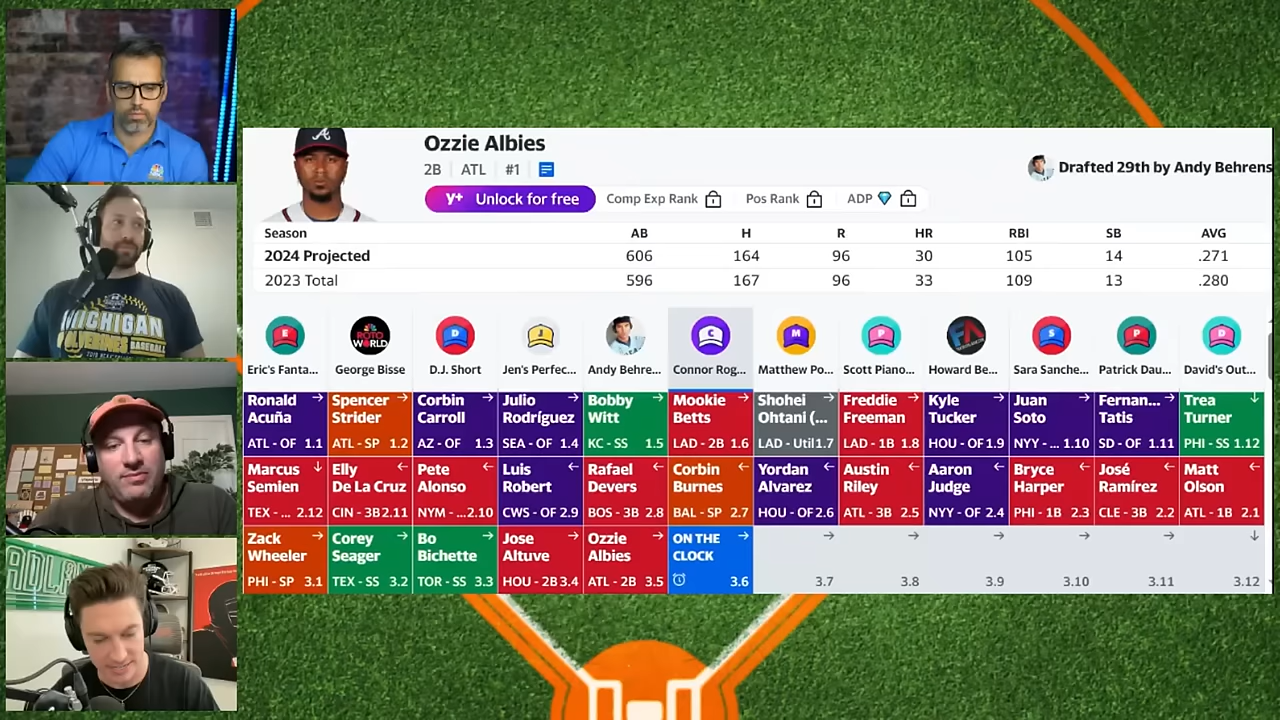 Ozzie Albies
2B ATL #1
Drafted 29th by Andy Behrens
y+ Unlock for free Comp Exp Rank Pos Rank ADP
Season AB H R HR RBI SB AVG
2024 Projected 606 164 96 30 105 14 .271
2023 Total 596 167 96 33 109 13 .280
E ROTO WORLD D J C M P FA S P D
Eric's Fanta... George Bisse D.J. Short Jen's Perfec... Andy Behre... Connor Rog... Matthew Po... Scott Piano... Howard Be... Sara Sanche... Patrick Dau... David's Out...
Ronald Spencer Corbin Julio Bobby Mookie Shohei Freddie Kyle Juan Fernan... Trea
Acuña Strider Carroll Rodríguez Witt Betts Ohtani (... Freeman Tucker Soto Tatis Turner
ATL - OF 1.1 ATL - SP 1.2 AZ - OF 1.3 SEA - OF 1.4 KC - SS 1.5 LAD - 2B 1.6 LAD - Util 1.7 LAD - 1B 1.8 HOU - OF 1.9 NYY - ... 1.10 SD - OF 1.11 PHI - SS 1.12
Marcus Elly Pete Luis Rafael Corbin Yordan Austin Aaron Bryce José Matt
Semien De La Cruz Alonso Robert Devers Burnes Alvarez Riley Judge Harper Ramírez Olson
TEX - ... 2.12 CIN - 3B 2.11 NYM - ... 2.10 CWS - OF 2.9 BOS - 3B 2.8 BAL - SP 2.7 HOU - OF 2.6 ATL - 3B 2.5 NYY - OF 2.4 PHI - 1B 2.3 CLE - 3B 2.2 ATL - 1B 2.1
Zack Corey Bo Jose Ozzie ON THE
Wheeler Seager Bichette Altuve Albies CLOCK
PHI - SP 3.1 TEX - SS 3.2 TOR - SS 3.3 HOU - 2B 3.4 ATL - 2B 3.5 3.6 3.7 3.8 3.9 3.10 3.11 3.12
MICHIGAN
WOLVERINES
BASEBALL